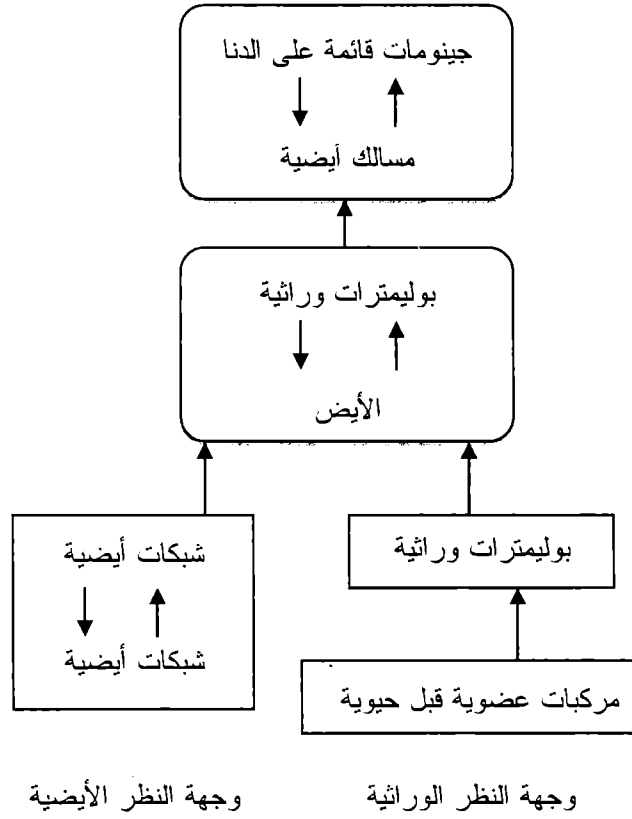 جينومات قائمة على الدنا
مسالك أيضية
بوليمترات وراثية
الأيض
بوليمترات وراثية
شبكات أيضية
شبكات أيضية
مركبات عضوية قبل حيوية
وجهة النظر الوراثية
وجهة النظر الأيضية